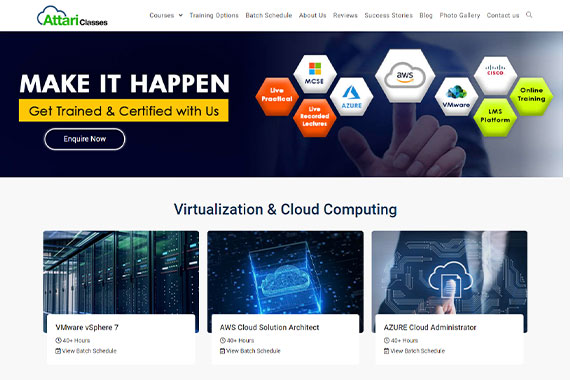 Attari Classes
Courses Training Options Batch Schedule About Us Reviews Success Stories Blog Photo Gallery Contact us
MAKE IT HAPPEN
Get Trained & Certified with Us
Enquire Now
Live
Practical
MCSE
Live
Recorded
Lectures
AZURE
aws
VMware
CISCO
LMS
Platform
Online
Training
Virtualization & Cloud Computing
VMware vSphere 7
40+ Hours
View Batch Schedule
AWS Cloud Solution Architect
40+ Hours
View Batch Schedule
AZURE Cloud Administrator
40+ Hours
View Batch Schedule